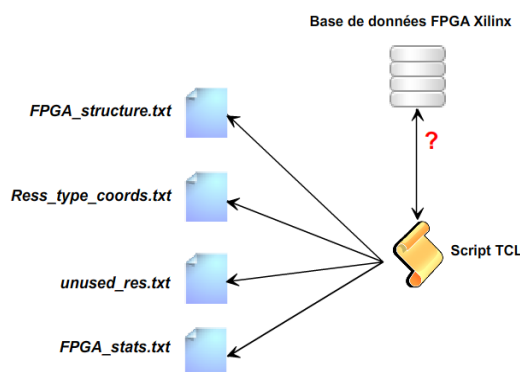 Base de données FPGA Xilinx
FPGA_structure.txt
?
Ress_type_coords.txt
Script TCL
unused_res.txt
FPGA_stats.txt